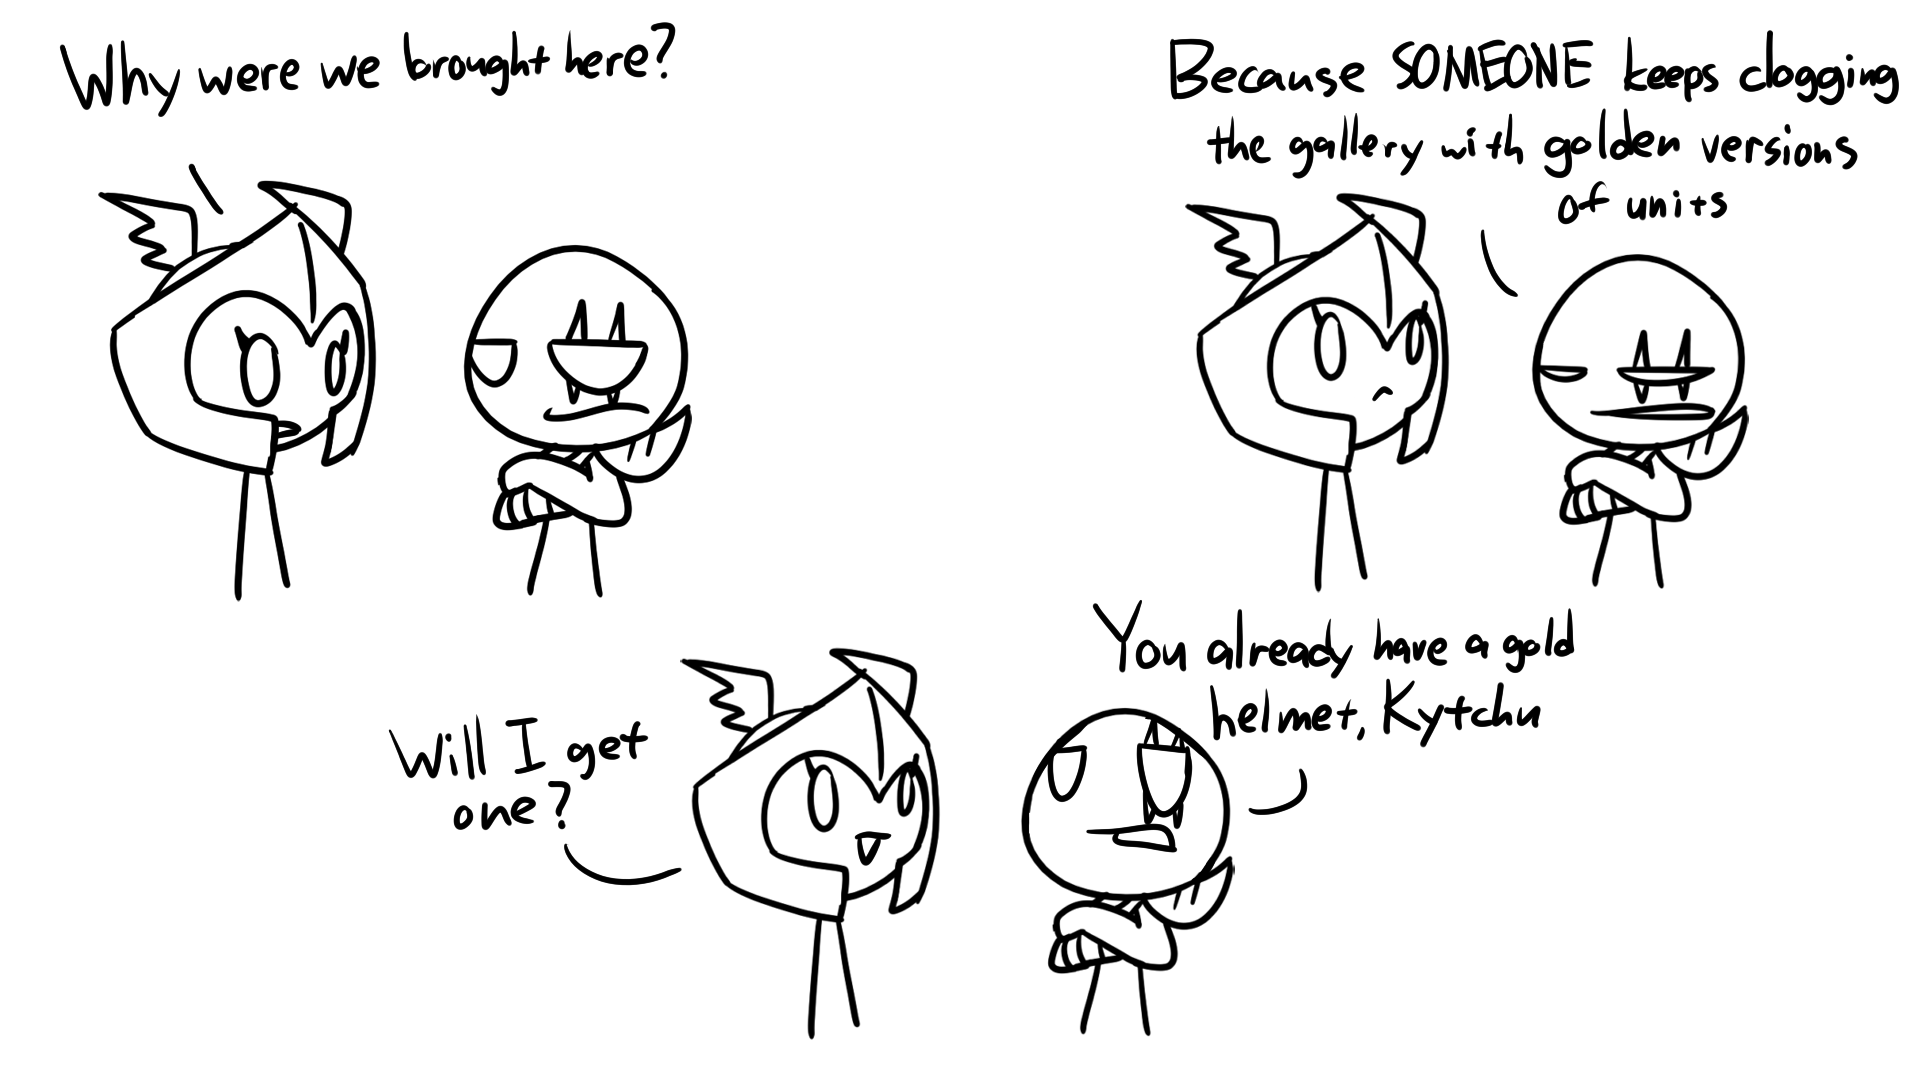 Why were we brought here?
Because SOMEONE keeps clogging
the gallery with golden versions
of units
Will I get
one?
You already have a gold
helmet, Kytchu